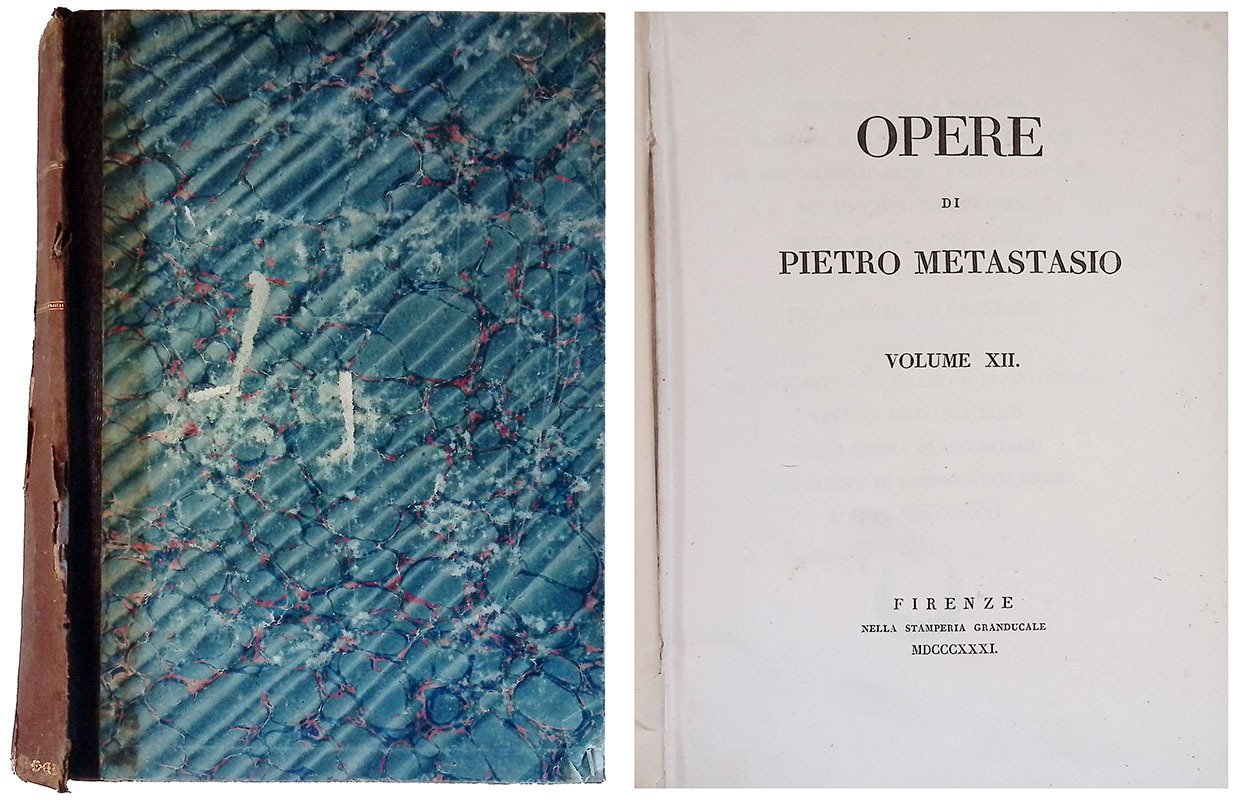 OPERE
DI
PIETRO METASTASIO
VOLUME XII.
FIRENZE
NELLA STAMPERIA GRANDUCALE
MDCCCXXXI.